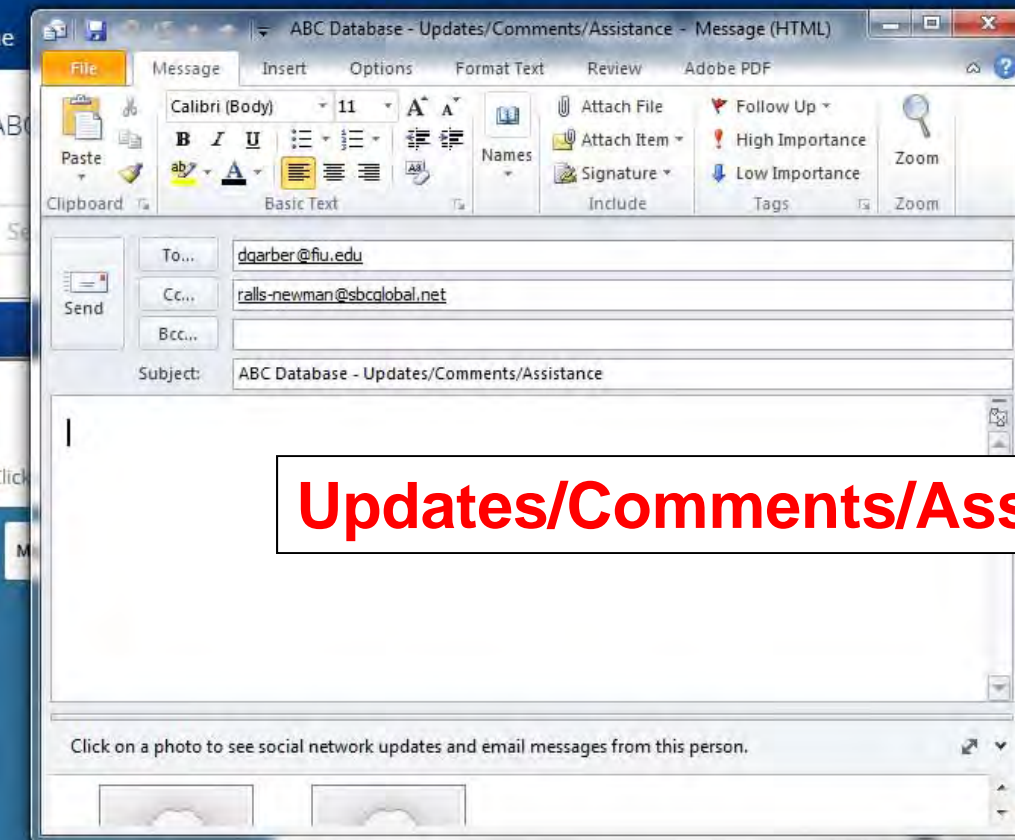 ABC Database - Updates/Comments/Assistance - Message (HTML)
File Message Insert Options Format Text Review Adobe PDF
Calibri (Body) 11 A A
Paste B I U Names
Attach File
Attach Item
Signature
Follow Up
High Importance
Low Importance
Zoom
Clipboard Basic Text Include Tags Zoom
To... dgarber@fiu.edu
Send Cc... ralls-newman@sbcglobal.net
Bcc...
Subject: ABC Database - Updates/Comments/Assistance
Updates/Comments/Ass
Click on a photo to see social network updates and email messages from this person.